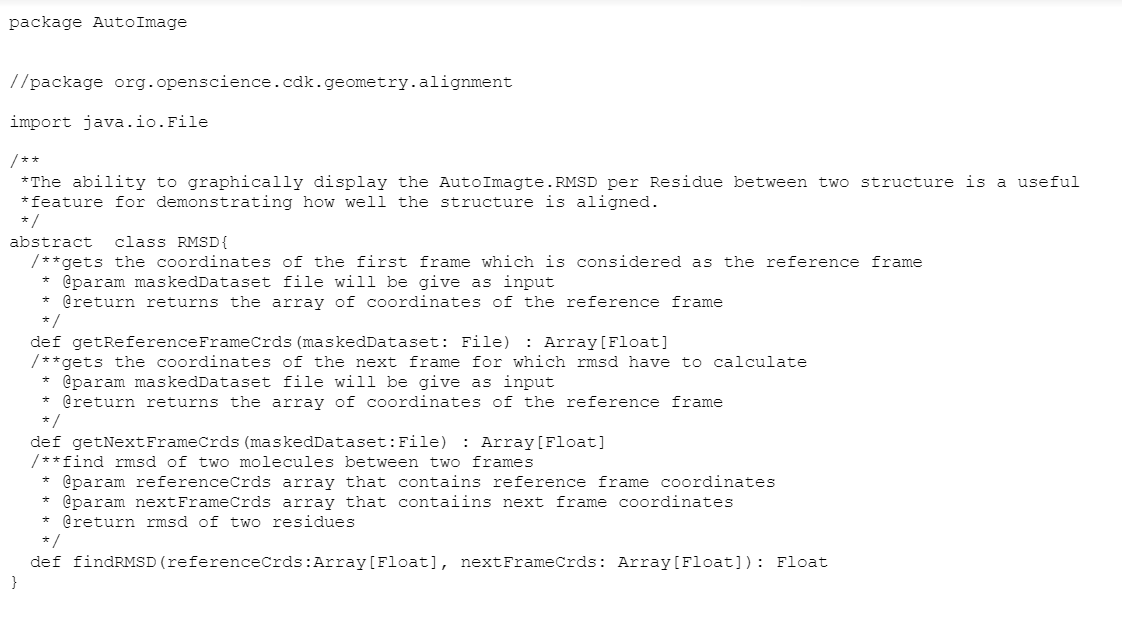 package AutoImage
//package org.openscience.cdk.geometry.alignment
import java.io.File
/**
*The ability to graphically display the AutoImagte.RMSD per Residue between two structure is a useful
*feature for demonstrating how well the structure is aligned.
*/
abstract  class RMSD{
/**gets the coordinates of the first frame which is considered as the reference frame
* @param maskedDataset file will be give as input
* @return returns the array of coordinates of the reference frame
*/
def getReferenceFrameCrds(maskedDataset: File) : Array[Float]
/**gets the coordinates of the next frame for which rmsd have to calculate
* @param maskedDataset file will be give as input
* @return returns the array of coordinates of the reference frame
*/
def getNextFrameCrds(maskedDataset:File) : Array[Float]
/**find rmsd of two molecules between two frames
* @param referenceCrds array that contains reference frame coordinates
* @param nextFrameCrds array that contaiins next frame coordinates
* @return rmsd of two residues
*/
def findRMSD(referenceCrds:Array[Float], nextFrameCrds: Array[Float]): Float
}